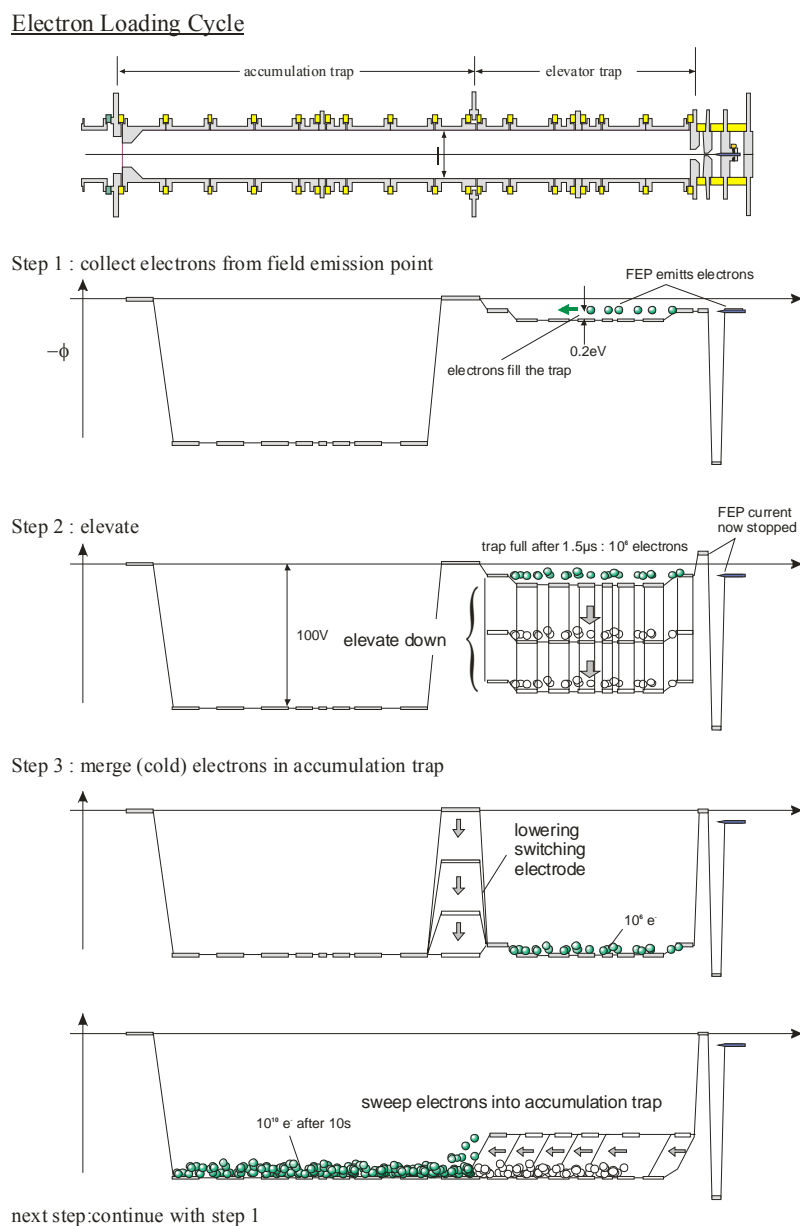 Electron Loading Cycle
accumulation trap
elevator trap
Step 1 : collect electrons from field emission point
FEP emitts electrons
−ϕ
0.2eV
electrons fill the trap
Step 2 : elevate
FEP current
now stopped
trap full after 1.5μs : 10⁶ electrons
100V
elevate down
Step 3 : merge (cold) electrons in accumulation trap
lowering
switching
electrode
10⁶ e⁻
sweep electrons into accumulation trap
10¹⁰ e⁻ after 10s
next step:continue with step 1